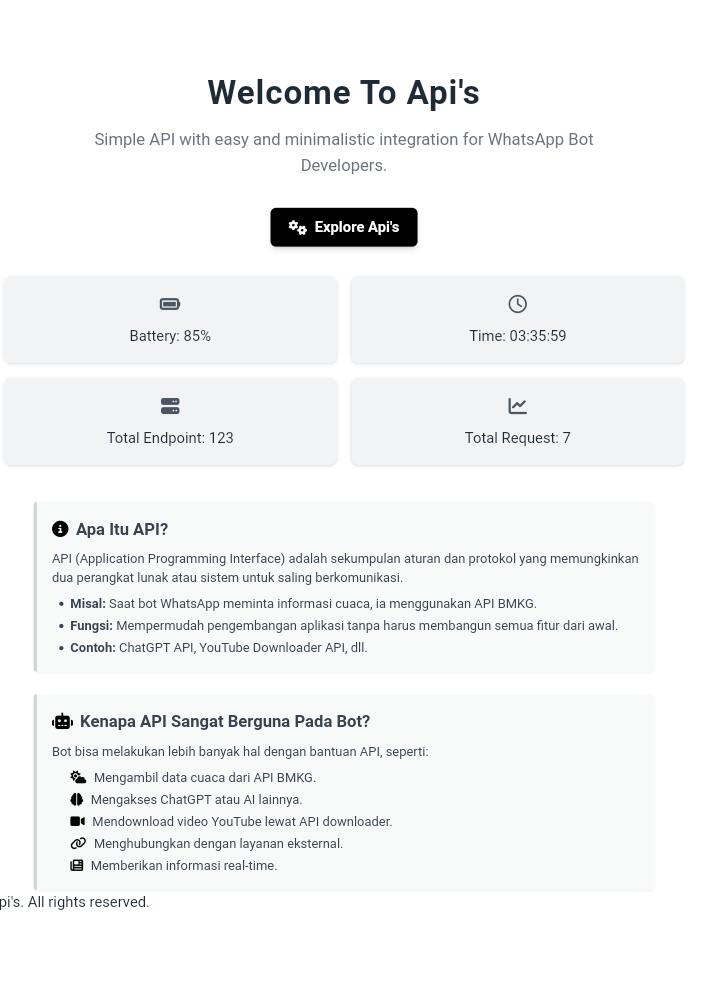 Welcome To Api's
Simple API with easy and minimalistic integration for WhatsApp Bot
Developers.
Explore Api's
Battery: 85%
Time: 03:35:59
Total Endpoint: 123
Total Request: 7
Apa Itu API?
API (Application Programming Interface) adalah sekumpulan aturan dan protokol yang memungkinkan
dua perangkat lunak atau sistem untuk saling berkomunikasi.
• Misal: Saat bot WhatsApp meminta informasi cuaca, ia menggunakan API BMKG.
• Fungsi: Mempermudah pengembangan aplikasi tanpa harus membangun semua fitur dari awal.
• Contoh: ChatGPT API, YouTube Downloader API, dll.
Kenapa API Sangat Berguna Pada Bot?
Bot bisa melakukan lebih banyak hal dengan bantuan API, seperti:
Mengambil data cuaca dari API BMKG.
Mengakses ChatGPT atau AI lainnya.
Mendownload video YouTube lewat API downloader.
Menghubungkan dengan layanan eksternal.
Memberikan informasi real-time.
pi's. All rights reserved.